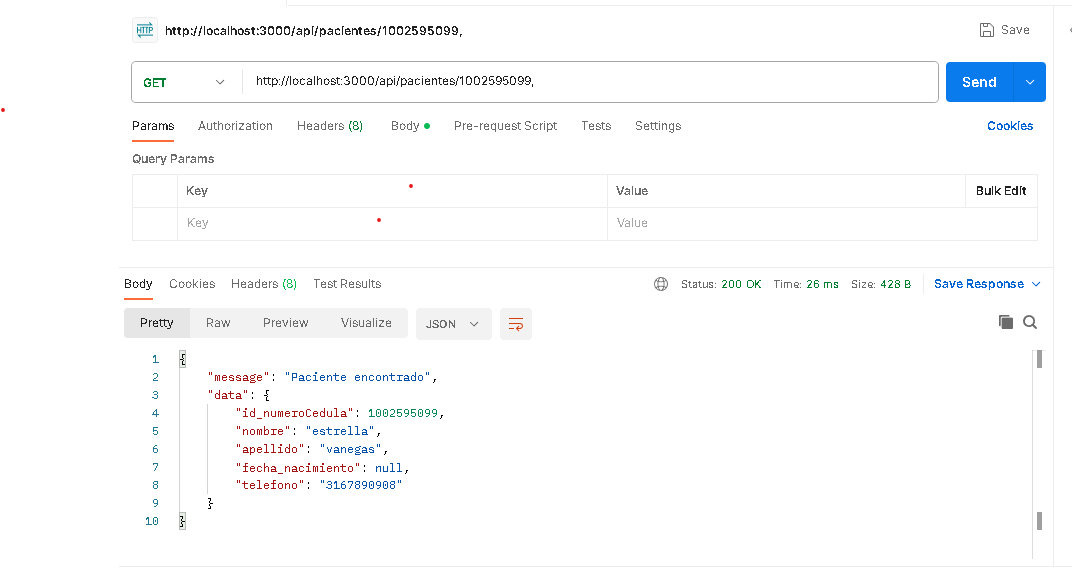 HTTP http://localhost:3000/api/pacientes/1002595099, Save
GET http://localhost:3000/api/pacientes/1002595099, Send
Params Authorization Headers (8) Body Pre-request Script Tests Settings Cookies
Query Params
Key Value Bulk Edit
Key Value
Body Cookies Headers (8) Test Results Status: 200 OK Time: 26 ms Size: 428 B Save Response
Pretty Raw Preview Visualize JSON
1 {
2 "message": "Paciente encontrado",
3 "data": {
4 "id_numeroCedula": 1002595099,
5 "nombre": "estrella",
6 "apellido": "vanegas",
7 "fecha_nacimiento": null,
8 "telefono": "3167890908"
9 }
10 }